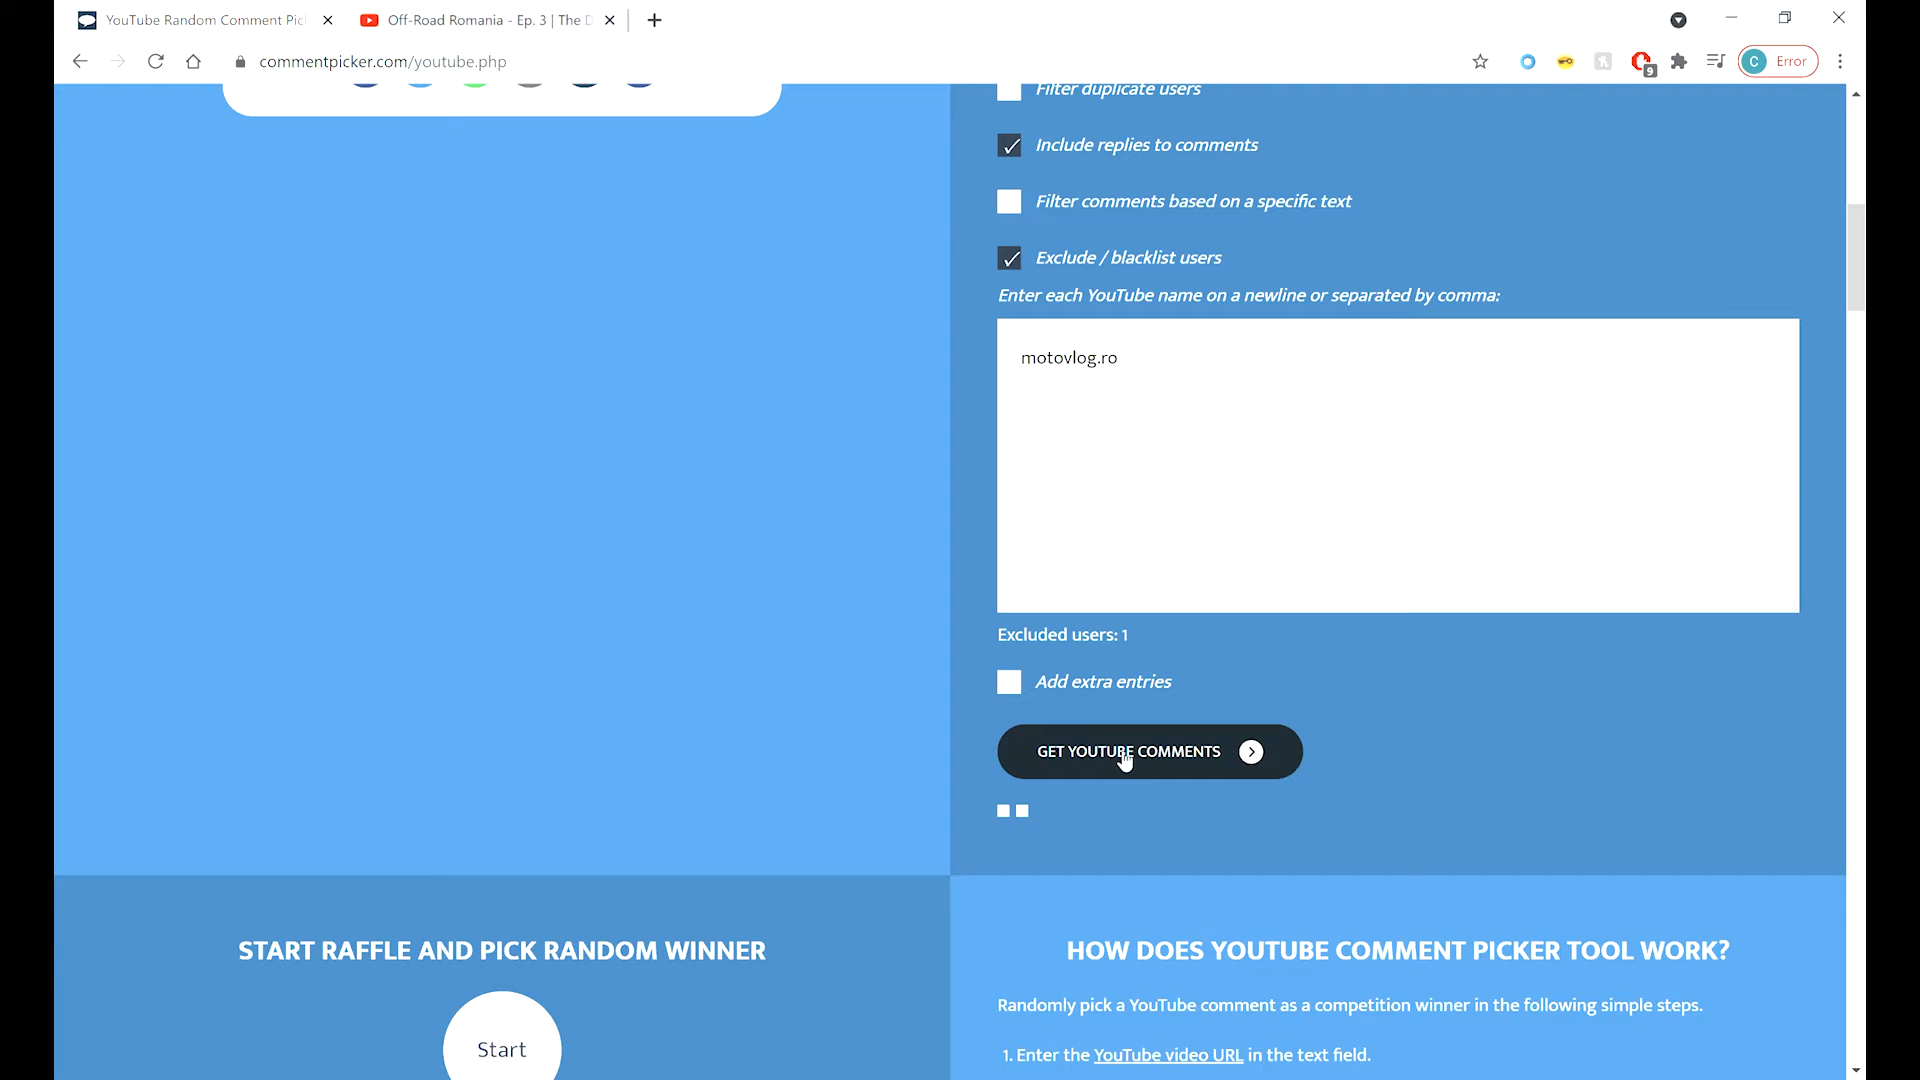 YouTube Random Comment Pic
Off-Road Romania - Ep. 3 | The D
commentpicker.com/youtube.php
9
C
Error
Filter duplicate users
Include replies to comments
Filter comments based on a specific text
Exclude / blacklist users
Enter each YouTube name on a newline or separated by comma:
motovlog.ro
Excluded users: 1
Add extra entries
GET YOUTUBE COMMENTS
START RAFFLE AND PICK RANDOM WINNER
Start
HOW DOES YOUTUBE COMMENT PICKER TOOL WORK?
Randomly pick a YouTube comment as a competition winner in the following simple steps.
1. Enter the YouTube video URL in the text field.